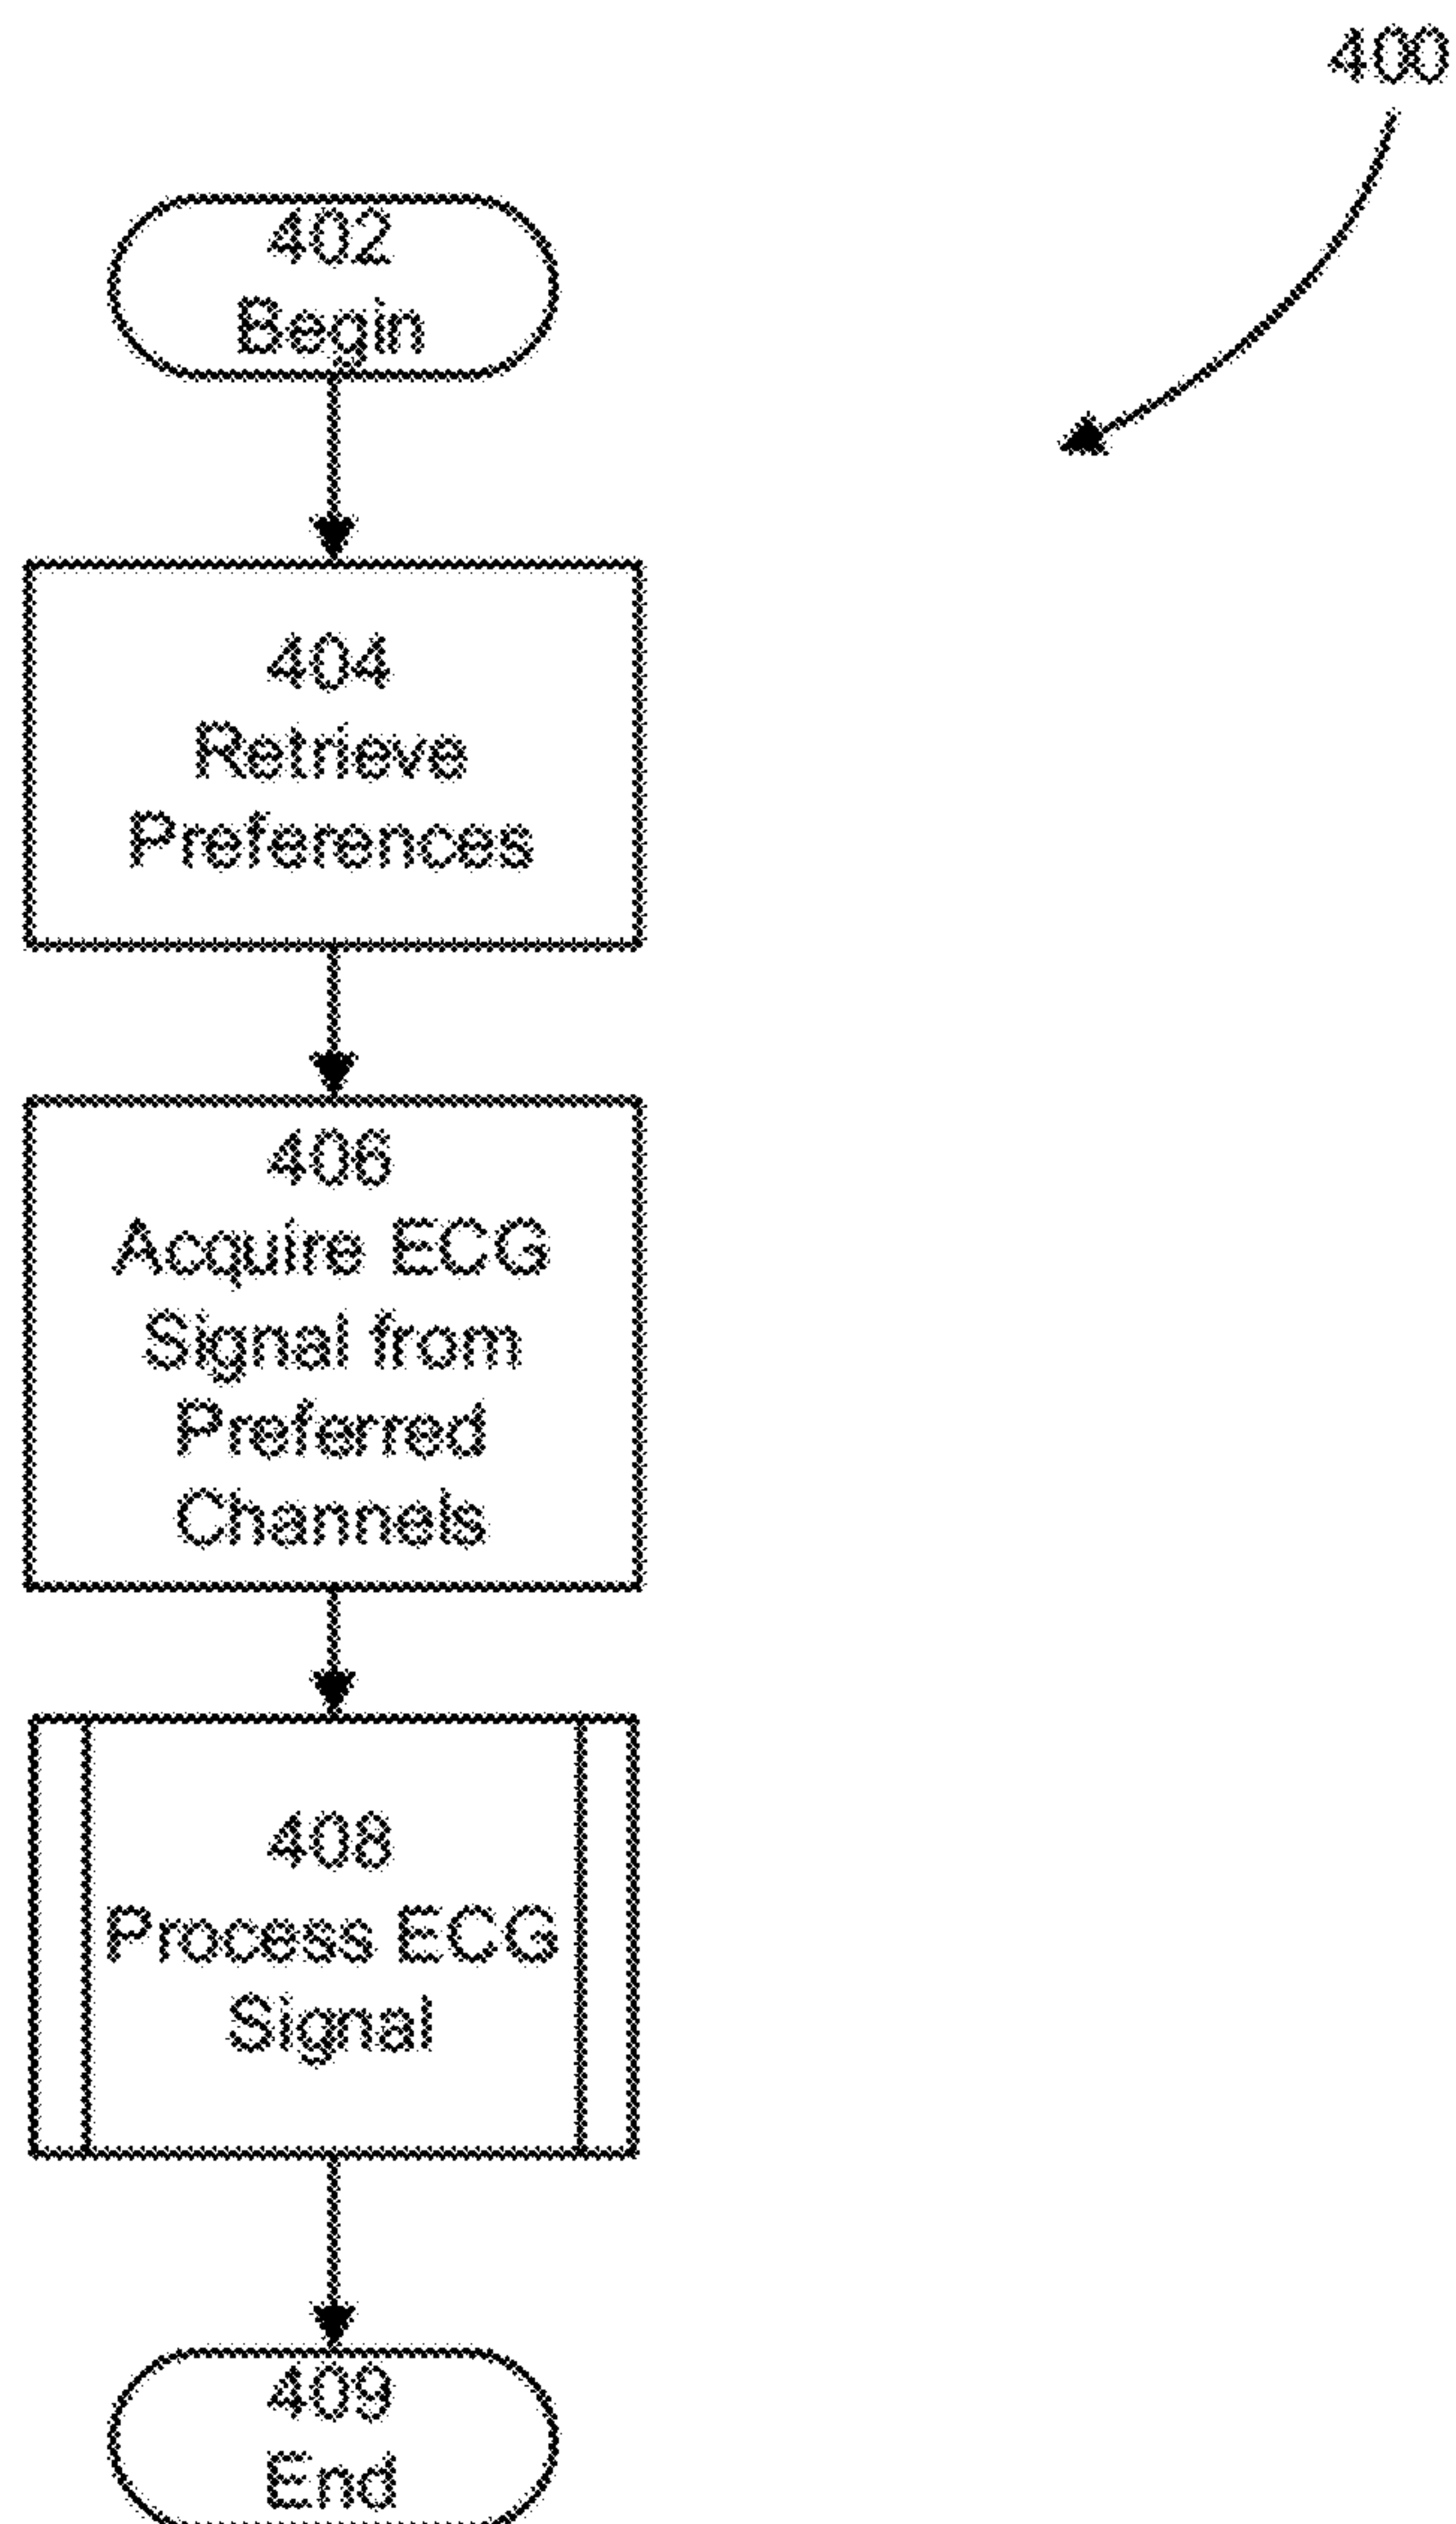 400
402
Begin
404
Retrieve
Preferences
406
Acquire ECG
Signal from
Preferred
Channels
408
Process ECG
Signal
409
End